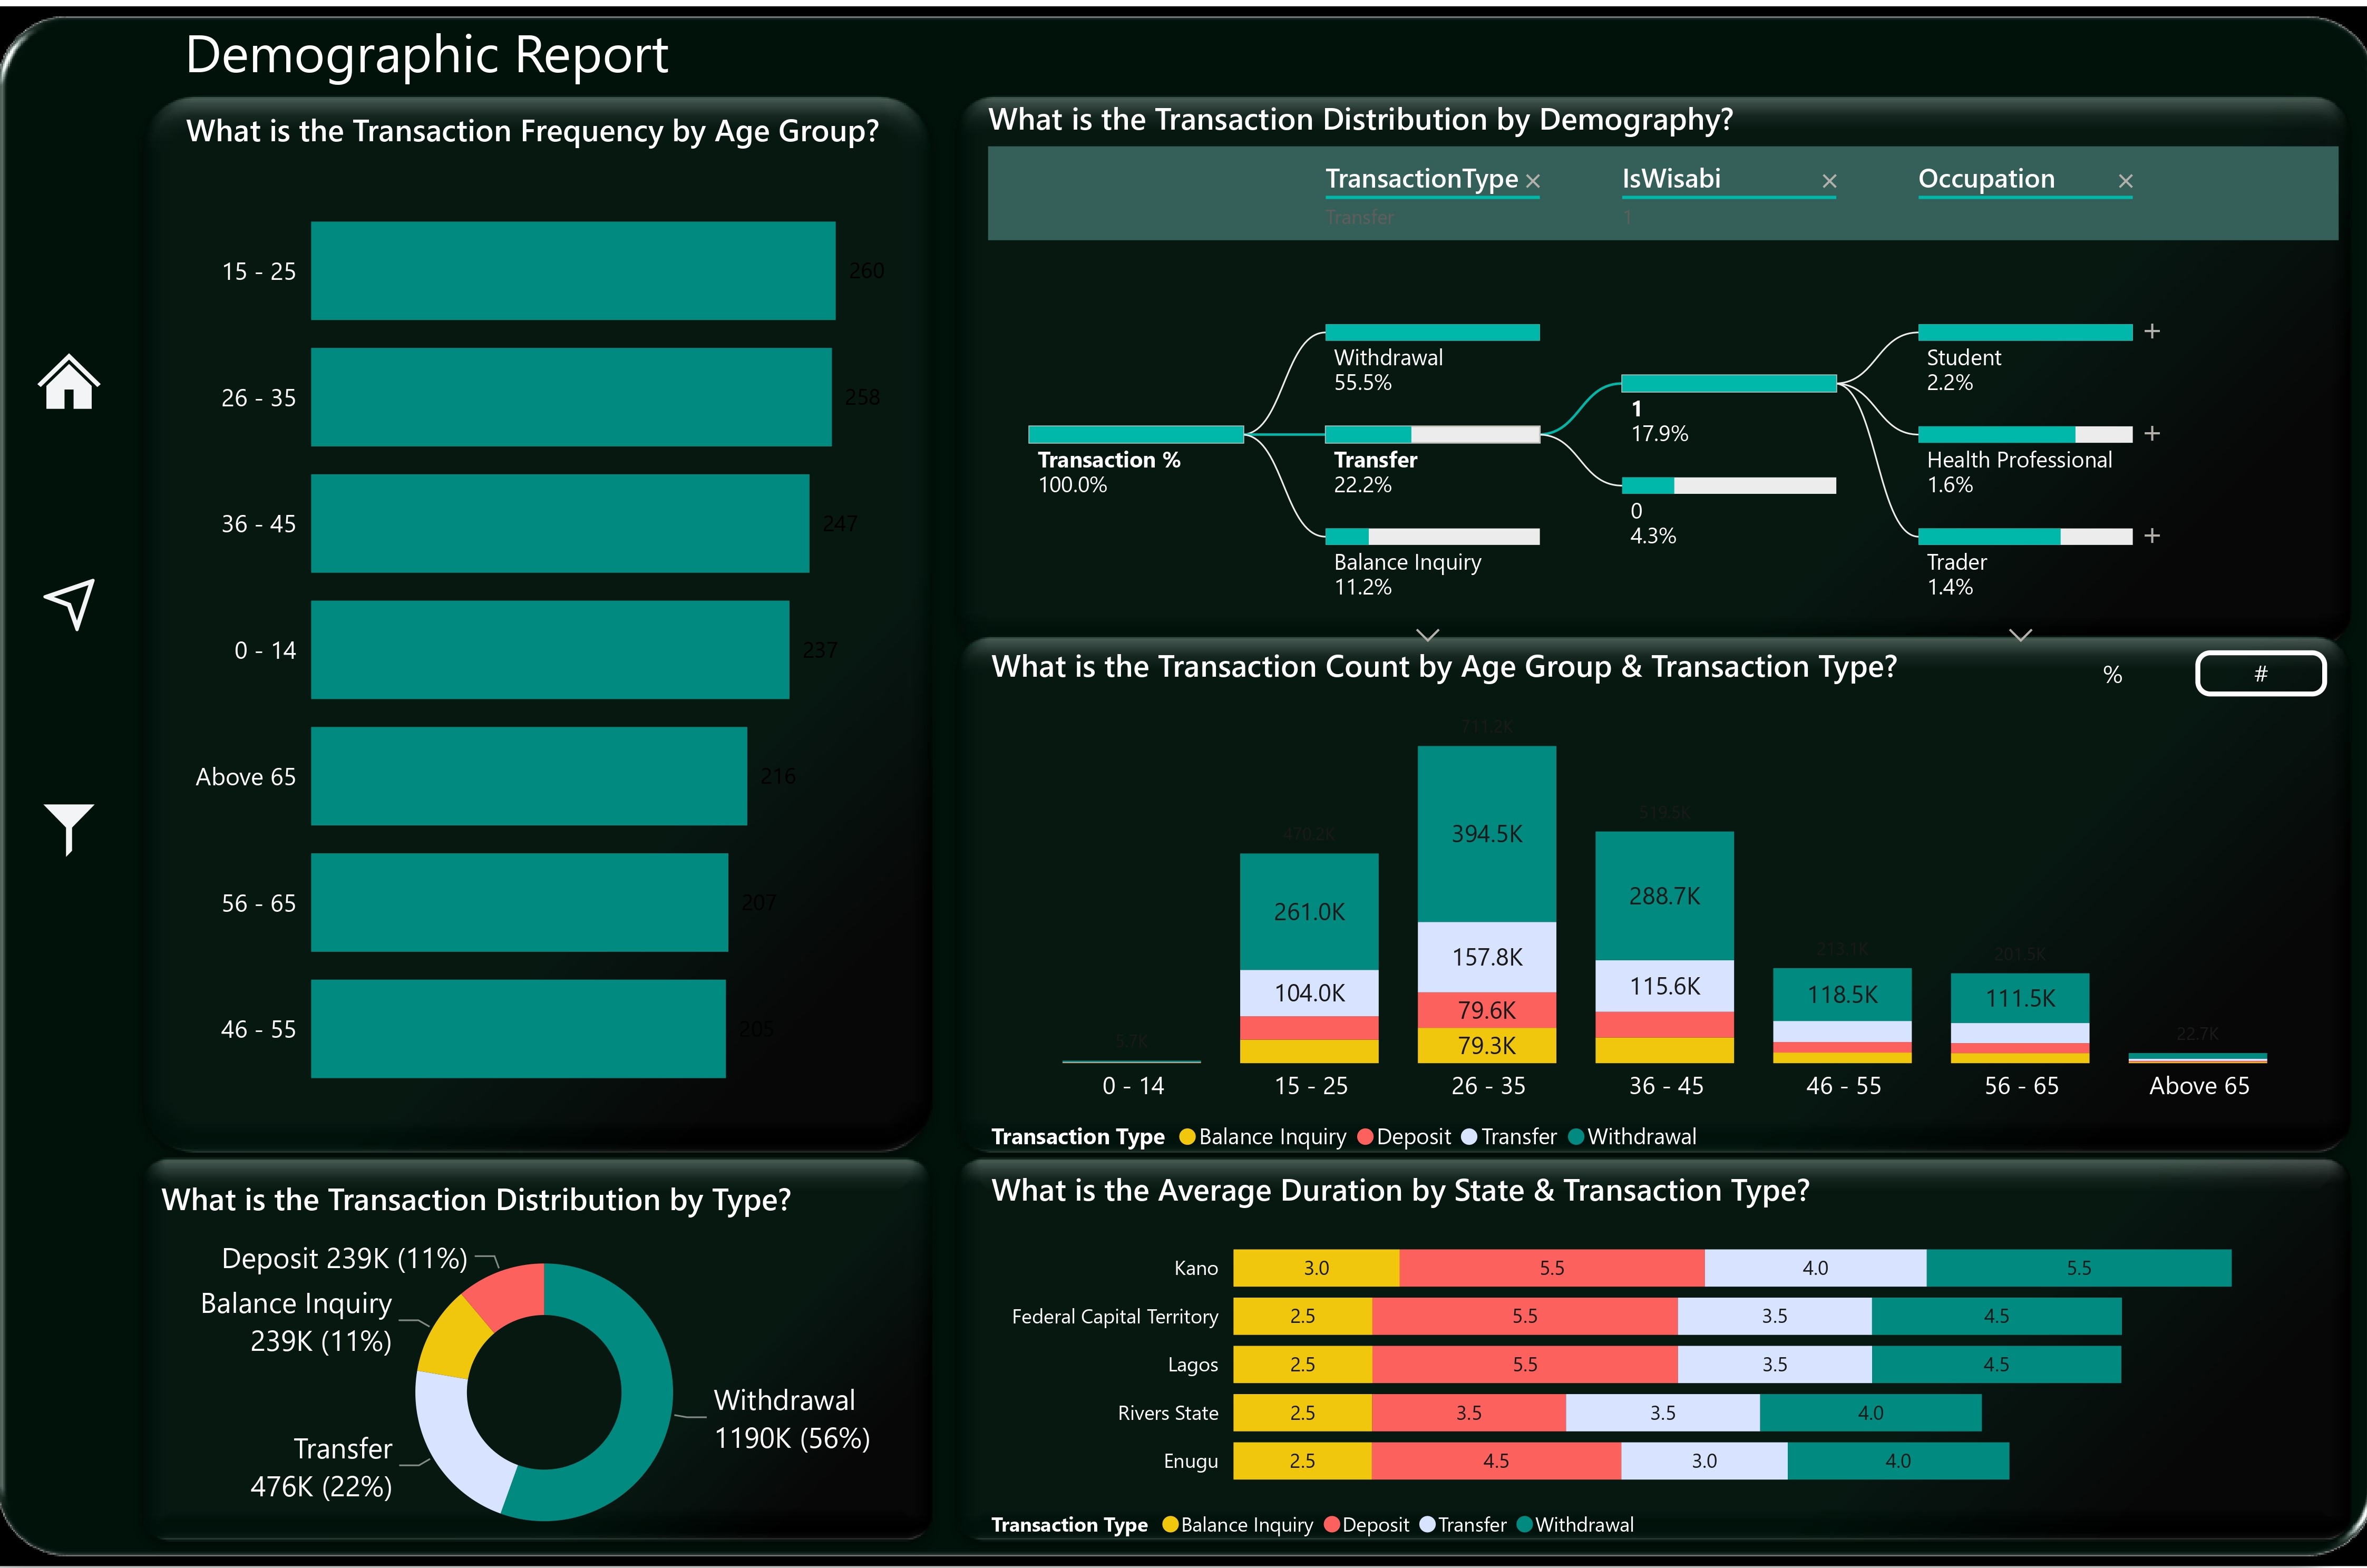 Demographic Report
What is the Transaction Frequency by Age Group?
15 - 25
260
26 - 35
258
36 - 45
247
0 - 14
237
Above 65
216
56 - 65
207
46 - 55
205
What is the Transaction Distribution by Demography?
TransactionType ×
IsWisabi ×
Occupation ×
Transfer
1
Transaction %
100.0%
Withdrawal
55.5%
Transfer
22.2%
Balance Inquiry
11.2%
1
17.9%
0
4.3%
Student
2.2%
+
Health Professional
1.6%
+
Trader
1.4%
+
What is the Transaction Count by Age Group & Transaction Type?
%
#
5.7K
0 - 14
470.2K
261.0K
104.0K
15 - 25
711.2K
394.5K
157.8K
79.6K
79.3K
26 - 35
519.5K
288.7K
115.6K
36 - 45
213.1K
118.5K
46 - 55
201.5K
111.5K
56 - 65
22.7K
Above 65
Transaction Type Balance Inquiry Deposit Transfer Withdrawal
What is the Transaction Distribution by Type?
Deposit 239K (11%)
Balance Inquiry
239K (11%)
Transfer
476K (22%)
Withdrawal
1190K (56%)
What is the Average Duration by State & Transaction Type?
Kano 3.0 5.5 4.0 5.5
Federal Capital Territory 2.5 5.5 3.5 4.5
Lagos 2.5 5.5 3.5 4.5
Rivers State 2.5 3.5 3.5 4.0
Enugu 2.5 4.5 3.0 4.0
Transaction Type Balance Inquiry Deposit Transfer Withdrawal